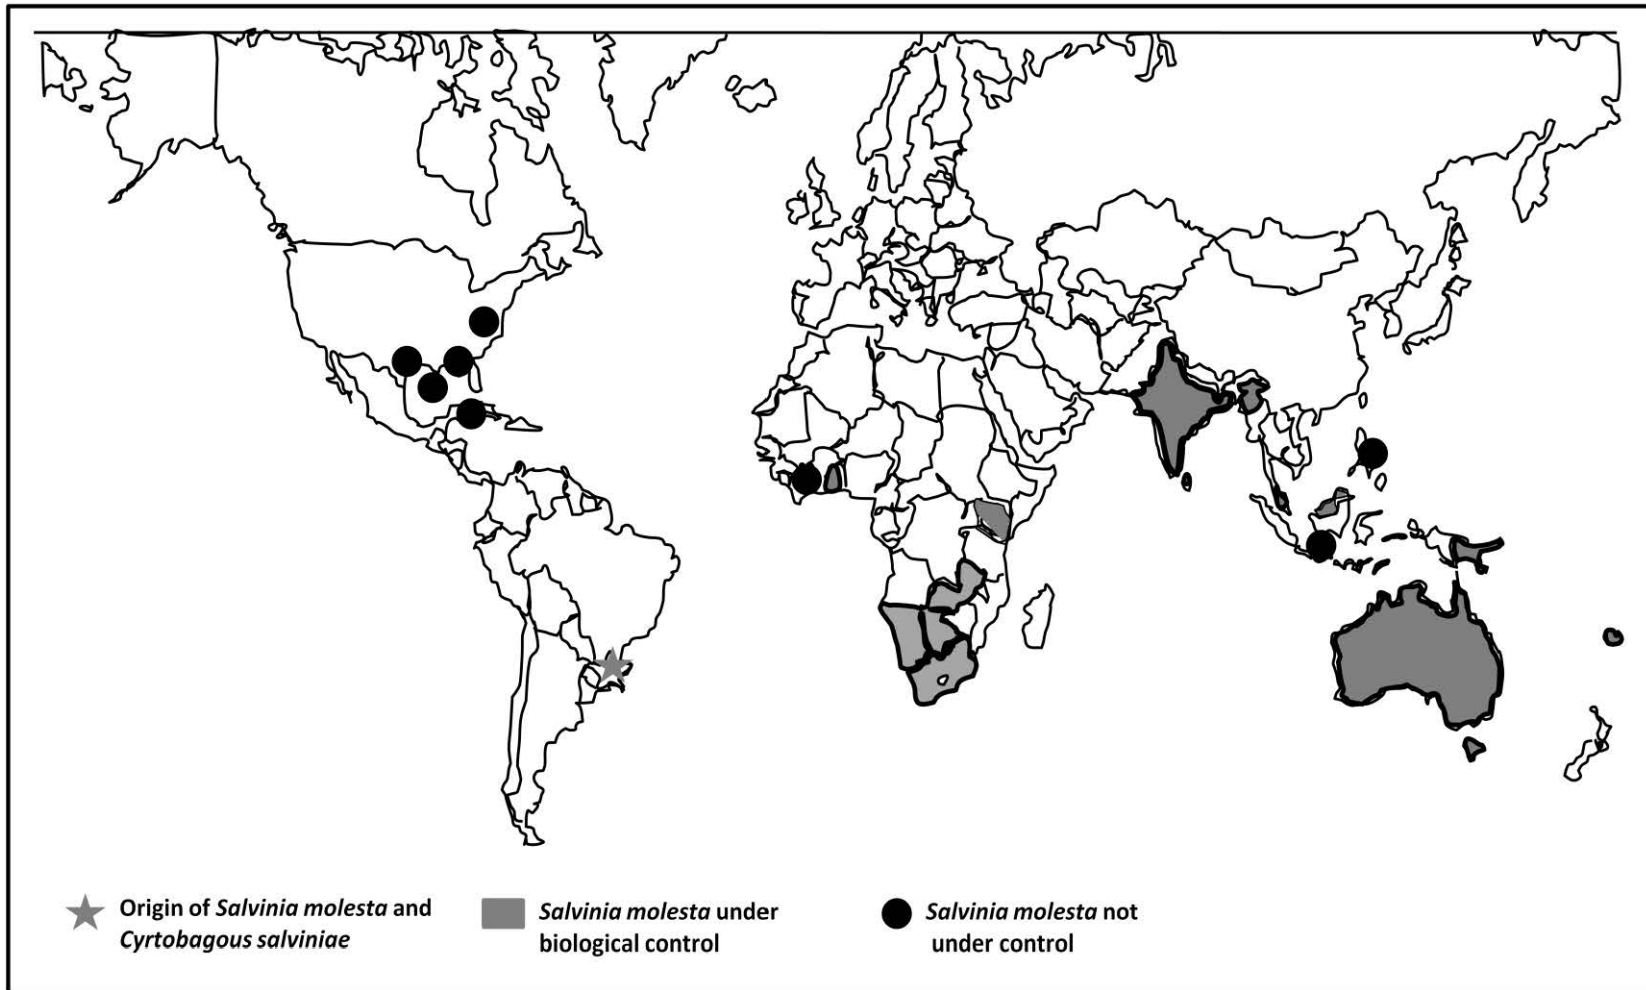 Origin of Salvinia molesta and
Cyrtobagous salviniae
Salvinia molesta under
biological control
Salvinia molesta not
under control